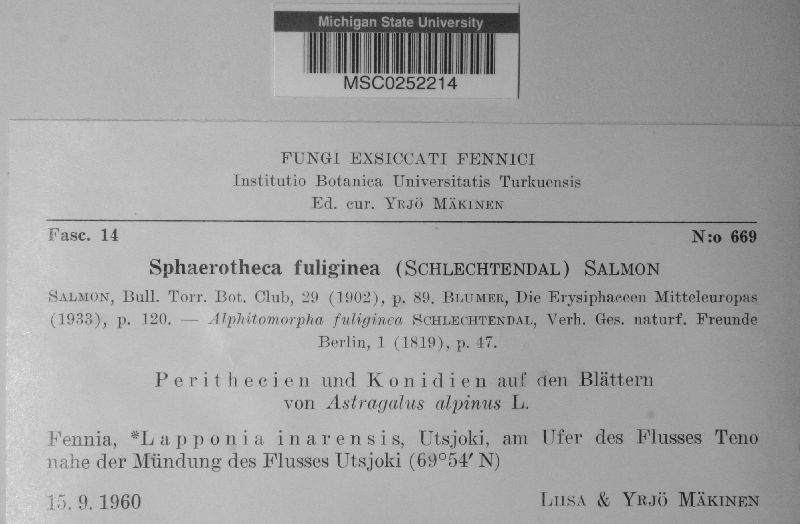 Michigan State University
MSC0252214
FUNGI EXSICCATI FENNICI
Institutio Botanica Universitatis Turkuensis
Ed. cur. YRJÖ MÄKINEN
Fasc. 14 N:o 669
Sphaerotheca fuliginea (SCHLECHTENDAL) SALMON
SALMON, Bull. Torr. Bot. Club, 29 (1902), p. 89. BLUMER, Die Erysiphaceen Mitteleuropas
(1933), p. 120. — Alphitomorpha fuliginea SCHLECHTENDAL, Verh. Ges. naturf. Freunde
Berlin, 1 (1819), p. 47.
Perithecien und Konidien auf den Blättern
von Astragalus alpinus L.
Fennia, *Lapponia inarensis, Utsjoki, am Ufer des Flusses Teno
nahe der Mündung des Flusses Utsjoki (69°54′ N)
15. 9. 1960 LIISA & YRJÖ MÄKINEN